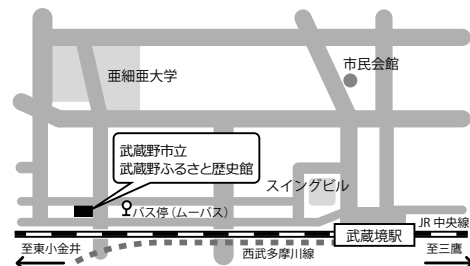 市民会館
亜細亜大学
武蔵野市立
武蔵野ふるさと歴史館
スイングビル
バス停(ムーバス)
JR中央線
武蔵境駅
至東小金井
西武多摩川線
至三鷹